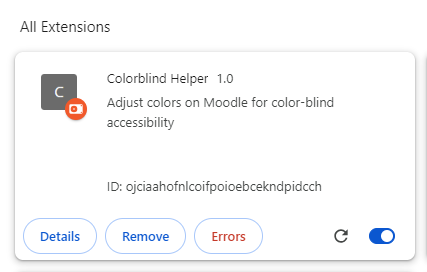 All Extensions
C
Colorblind Helper 1.0
Adjust colors on Moodle for color-blind
accessibility
ID: ojciaahofnlcoifpoioebcekndpidcch
Details Remove Errors